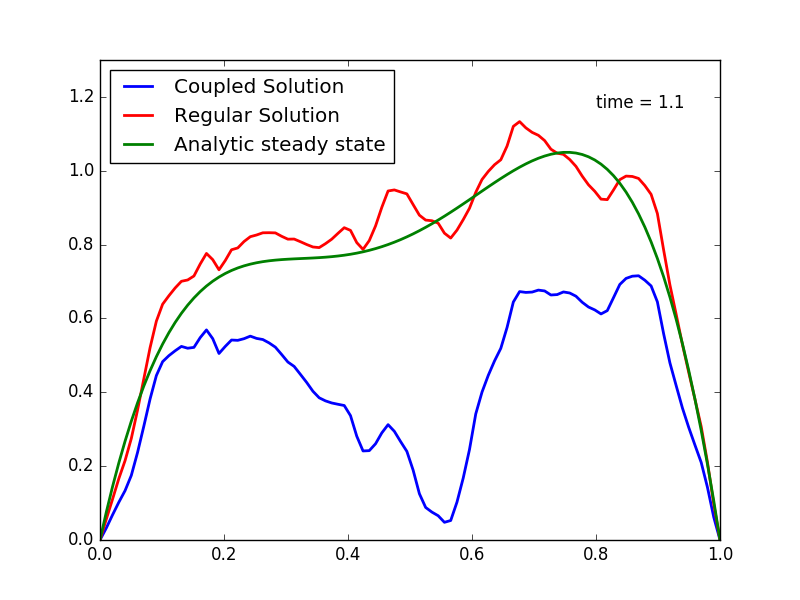 Coupled Solution
Regular Solution
Analytic steady state
time = 1.1
1.2
1.0
0.8
0.6
0.4
0.2
0.0
0.0 0.2 0.4 0.6 0.8 1.0